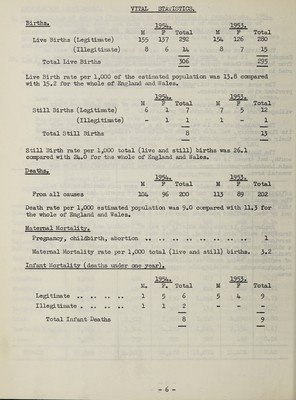 VITAL STATISTICS.
Births.
1954. 1953.
M F Total M F Total
Live Births (Legitimate) 155 137 292 154 126 280
(Illegitimate) 8 6 14 8 7 15
Total Live Births 306 295
Live Birth rate per 1,000 of the estimated population was 13.8 compared
with 15.2 for the whole of England and Wales.
1954. 1953.
M F Total M F Total
Still Births (Legitimate) 6 1 7 7 5 12
(Illegitimate) - 1 1 1 - 1
Total Still Births 8 13
Still Birth rate per 1,000 total (live and still) births was 26.1
compared with 24.0 for the whole of England and Wales.
Deaths.
1954. 1953.
M F Total M F Total
From all causes 104 96 200 113 89 202
Death rate per 1,000 estimated population was 9.0 compared with 11.3 for
the whole of England and Wales.
Maternal Mortality.
Pregnancy, childbirth, abortion .. .. .. .. .. .. .. .. .. .. 1
Maternal Mortality rate per 1,000 total (live and still) births. 3.2
Infant Mortality (deaths under one year).
1954. 1953.
M. F. Total M F Total
Legitimate .. .. .. .. .. 1 5 6 5 4 9
Illegitimate .. .. .. .. 1 1 2 - - -
Total Infant Deaths 8 9
- 6 -